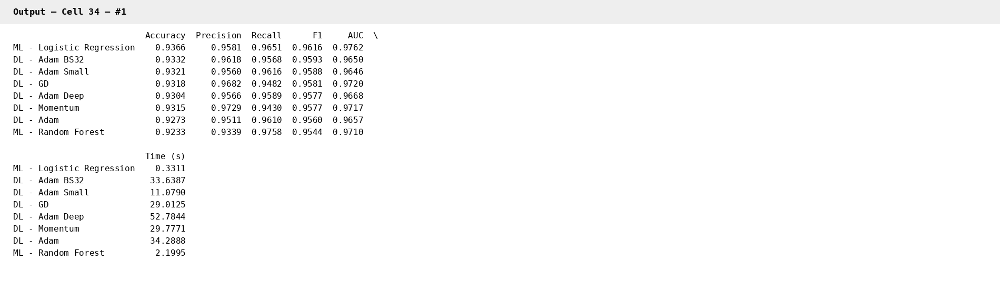 Output — Cell 34 — #1
                          Accuracy  Precision  Recall      F1     AUC  \
ML - Logistic Regression    0.9366     0.9581  0.9651  0.9616  0.9762
DL - Adam BS32              0.9332     0.9618  0.9568  0.9593  0.9650
DL - Adam Small             0.9321     0.9560  0.9616  0.9588  0.9646
DL - GD                     0.9318     0.9682  0.9482  0.9581  0.9720
DL - Adam Deep              0.9304     0.9566  0.9589  0.9577  0.9668
DL - Momentum               0.9315     0.9729  0.9430  0.9577  0.9717
DL - Adam                   0.9273     0.9511  0.9610  0.9560  0.9657
ML - Random Forest          0.9233     0.9339  0.9758  0.9544  0.9710

                          Time (s)
ML - Logistic Regression    0.3311
DL - Adam BS32             33.6387
DL - Adam Small            11.0790
DL - GD                    29.0125
DL - Adam Deep             52.7844
DL - Momentum              29.7771
DL - Adam                  34.2888
ML - Random Forest          2.1995